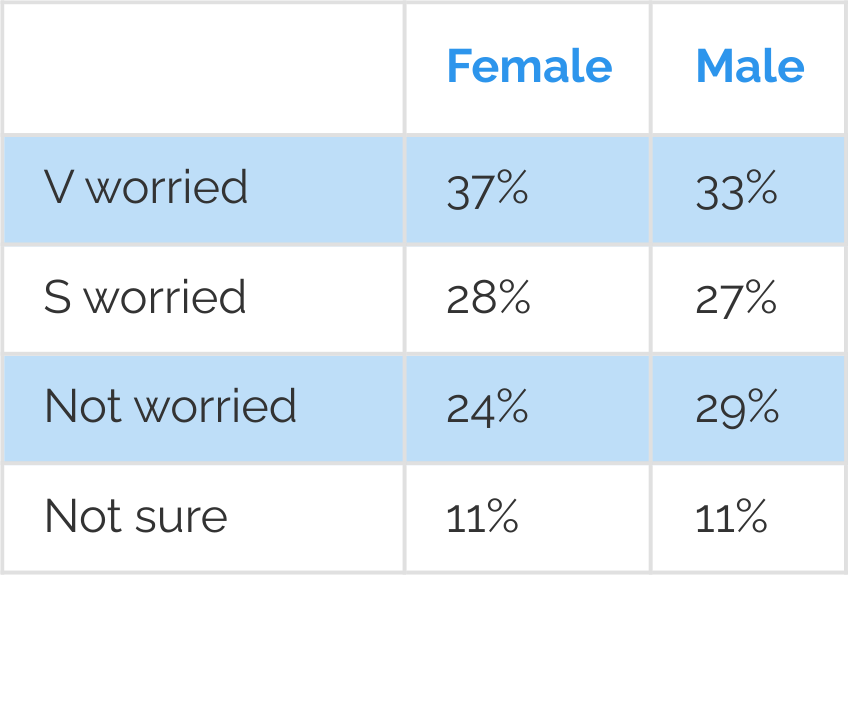 Female Male
V worried 37% 33%
S worried 28% 27%
Not worried 24% 29%
Not sure 11% 11%